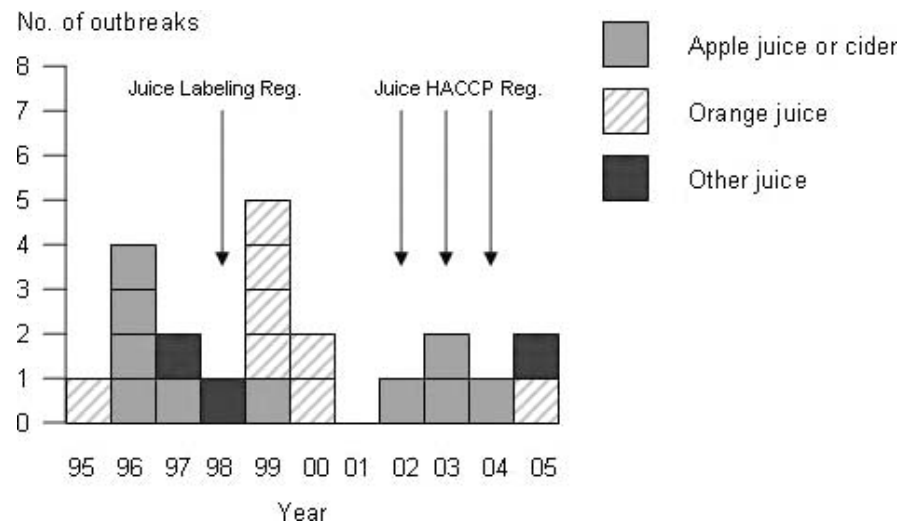 No. of outbreaks
8
7
6
5
4
3
2
1
0
Juice Labeling Reg.
Juice HACCP Reg.
95 96 97 98 99 00 01 02 03 04 05
Year
Apple juice or cider
Orange juice
Other juice